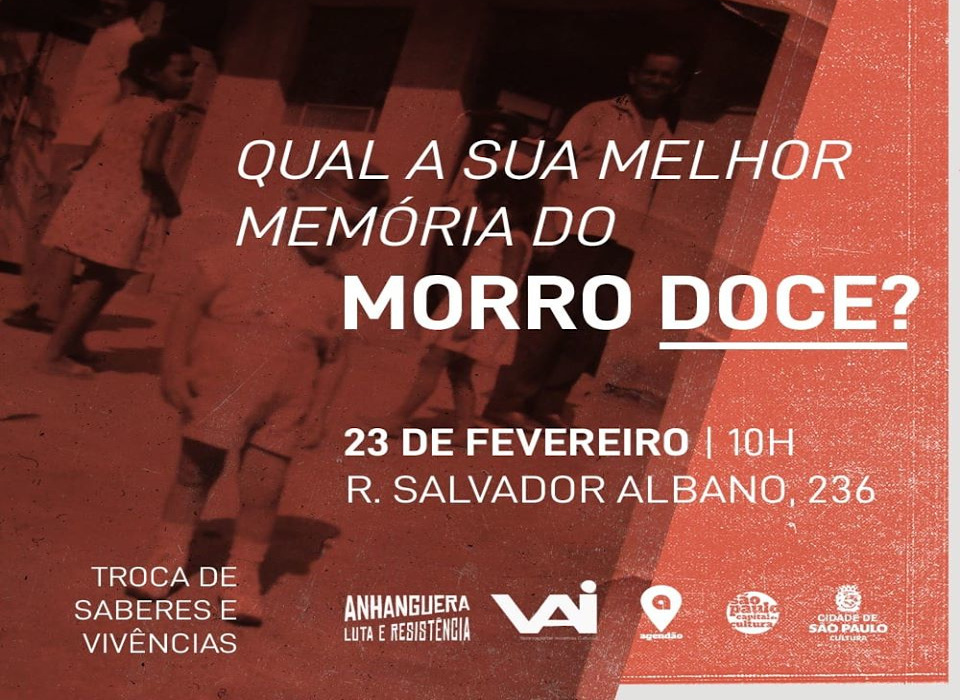 QUAL A SUA MELHOR
MEMÓRIA DO
MORRO DOCE?
23 DE FEVEREIRO | 10H
R. SALVADOR ALBANO, 236
TROCA DE
SABERES E
VIVÊNCIAS
ANHANGUERA
LUTA E RESISTÊNCIA
VAI
agendão
são
paulo
capital da
cultura
CIDADE DE
SÃO PAULO
CULTURA